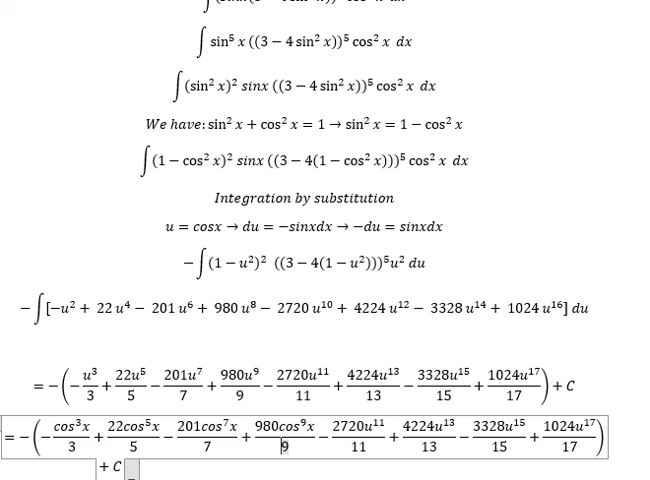 ∫ sin⁵ x ((3 − 4 sin² x))⁵ cos² x dx
∫ (sin² x)² sinx ((3 − 4 sin² x))⁵ cos² x dx
We have: sin² x + cos² x = 1 → sin² x = 1 − cos² x
∫ (1 − cos² x)² sinx ((3 − 4(1 − cos² x)))⁵ cos² x dx
Integration by substitution
u = cosx → du = −sinxdx → −du = sinxdx
− ∫ (1 − u²)² ((3 − 4(1 − u²)))⁵u² du
− ∫ [−u² + 22 u⁴ − 201 u⁶ + 980 u⁸ − 2720 u¹⁰ + 4224 u¹² − 3328 u¹⁴ + 1024 u¹⁶] du
= −(−u³/3 + 22u⁵/5 − 201u⁷/7 + 980u⁹/9 − 2720u¹¹/11 + 4224u¹³/13 − 3328u¹⁵/15 + 1024u¹⁷/17) + C
= −(−cos³x/3 + 22cos⁵x/5 − 201cos⁷x/7 + 980cos⁹x/9 − 2720u¹¹/11 + 4224u¹³/13 − 3328u¹⁵/15 + 1024u¹⁷/17)
+ C